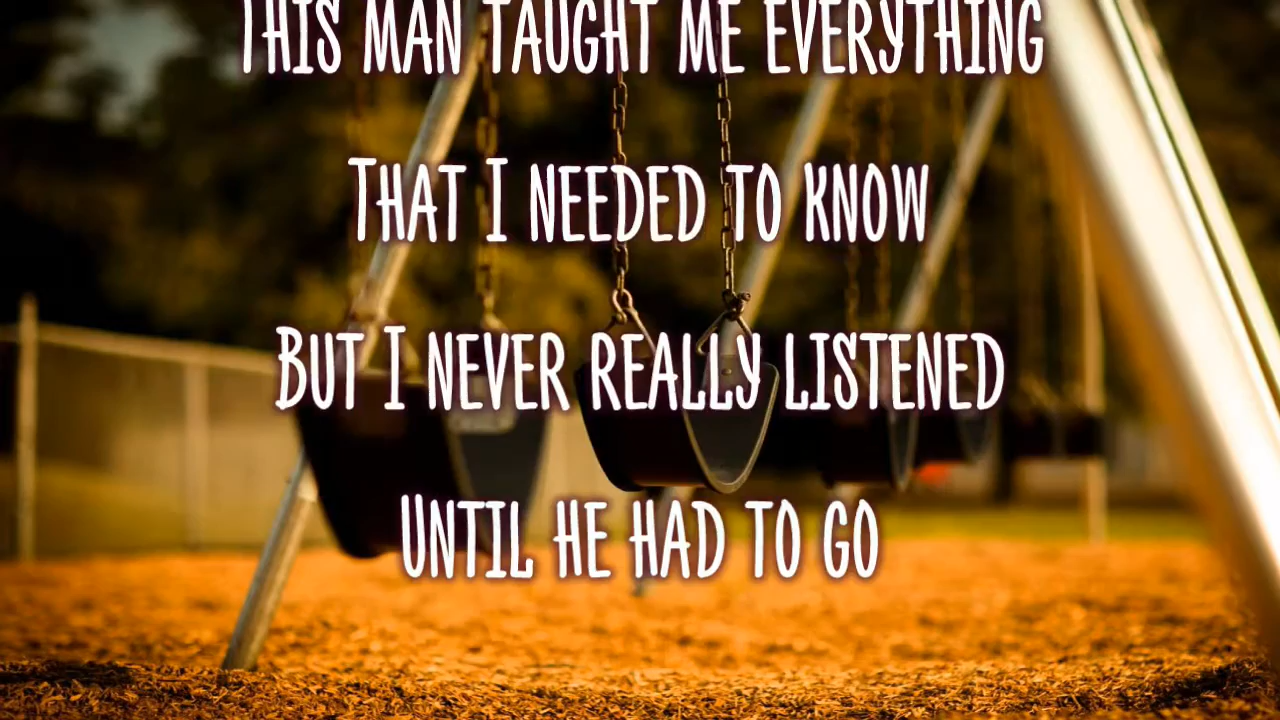 THIS MAN TAUGHT ME EVERYTHING
THAT I NEEDED TO KNOW
BUT I NEVER REALLY LISTENED
UNTIL HE HAD TO GO